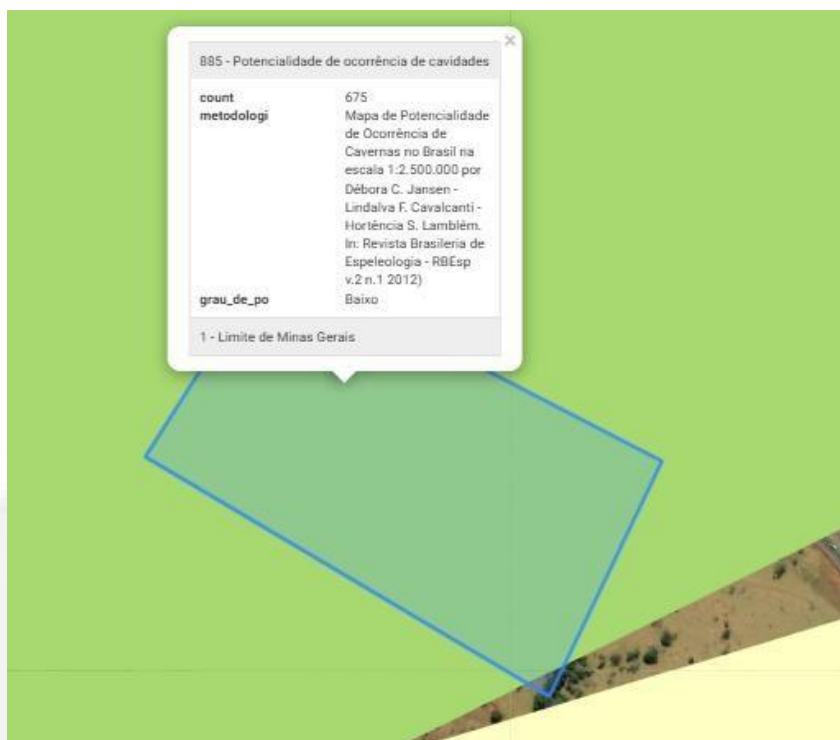 885 - Potencialidade de ocorrência de cavidades
count 675
metodologi Mapa de Potencialidade
de Ocorrência de
Cavernas no Brasil na
escala 1:2.500.000 por
Débora C. Jansen -
Lindalva F. Cavalcanti -
Hortência S. Lamblém.
In: Revista Brasileria de
Espeleologia - RBEsp
v.2 n.1 2012)
grau_de_po Baixo
1 - Limite de Minas Gerais